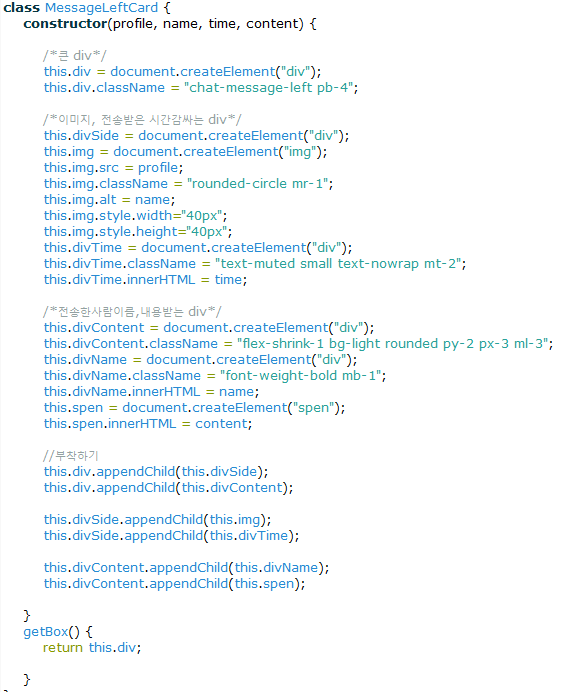 class MessageLeftCard {
constructor(profile, name, time, content) {
/*큰 div*/
this.div = document.createElement("div");
this.div.className = "chat-message-left pb-4";
/*이미지, 전송받은 시간감싸는 div*/
this.divSide = document.createElement("div");
this.img = document.createElement("img");
this.img.src = profile;
this.img.className = "rounded-circle mr-1";
this.img.alt = name;
this.img.style.width="40px";
this.img.style.height="40px";
this.divTime = document.createElement("div");
this.divTime.className = "text-muted small text-nowrap mt-2";
this.divTime.innerHTML = time;
/*전송한사람이름,내용받는 div*/
this.divContent = document.createElement("div");
this.divContent.className = "flex-shrink-1 bg-light rounded py-2 px-3 ml-3";
this.divName = document.createElement("div");
this.divName.className = "font-weight-bold mb-1";
this.divName.innerHTML = name;
this.spen = document.createElement("spen");
this.spen.innerHTML = content;
//부착하기
this.div.appendChild(this.divSide);
this.div.appendChild(this.divContent);
this.divSide.appendChild(this.img);
this.divSide.appendChild(this.divTime);
this.divContent.appendChild(this.divName);
this.divContent.appendChild(this.spen);
}
getBox() {
return this.div;
}
}